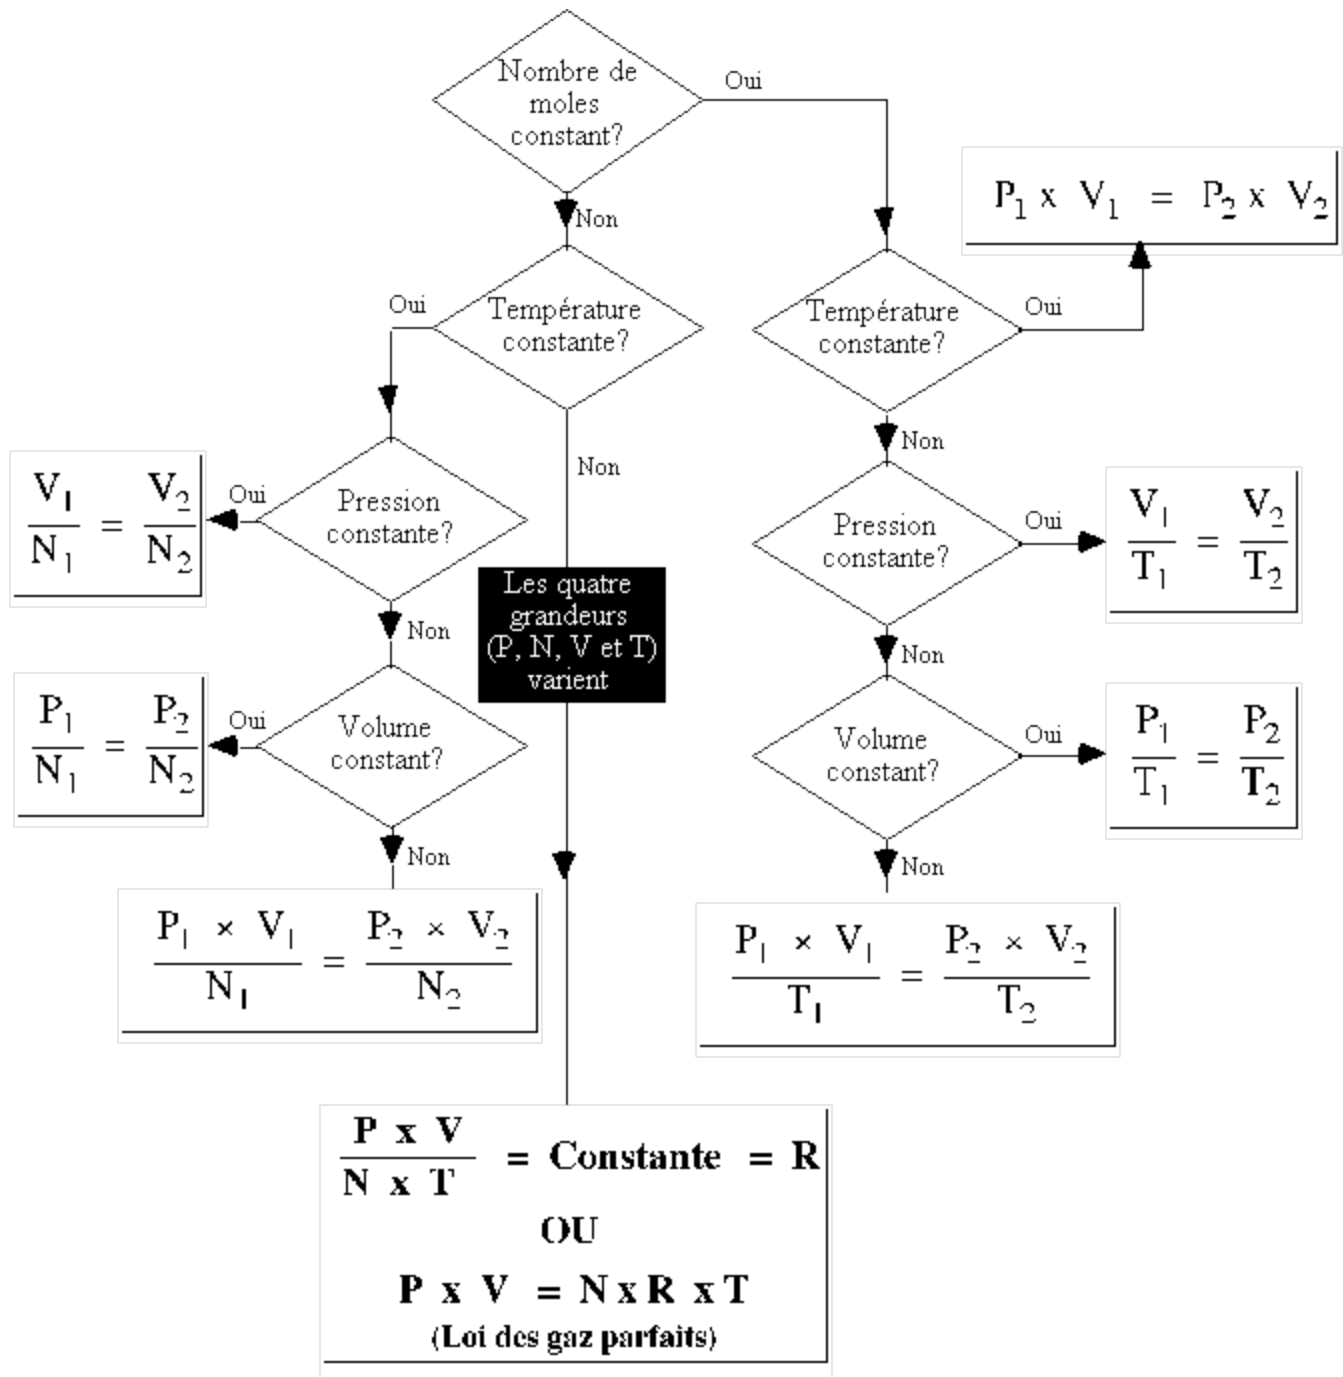 Nombre de
moles
constant?
Oui
Non
P₁ x V₁ = P₂ x V₂
Oui
Température
constante?
Température
constante?
Oui
Non
Non
V₁/N₁ = V₂/N₂
Oui
Pression
constante?
Pression
constante?
Oui
V₁/T₁ = V₂/T₂
Les quatre
grandeurs
(P, N, V et T)
varient
Non
Non
P₁/N₁ = P₂/N₂
Oui
Volume
constant?
Volume
constant?
Oui
P₁/T₁ = P₂/T₂
Non
Non
P₁ × V₁/N₁ = P₂ × V₂/N₂
P₁ × V₁/T₁ = P₂ × V₂/T₂
P x V/N x T = Constante = R
OU
P x V = N x R x T
(Loi des gaz parfaits)